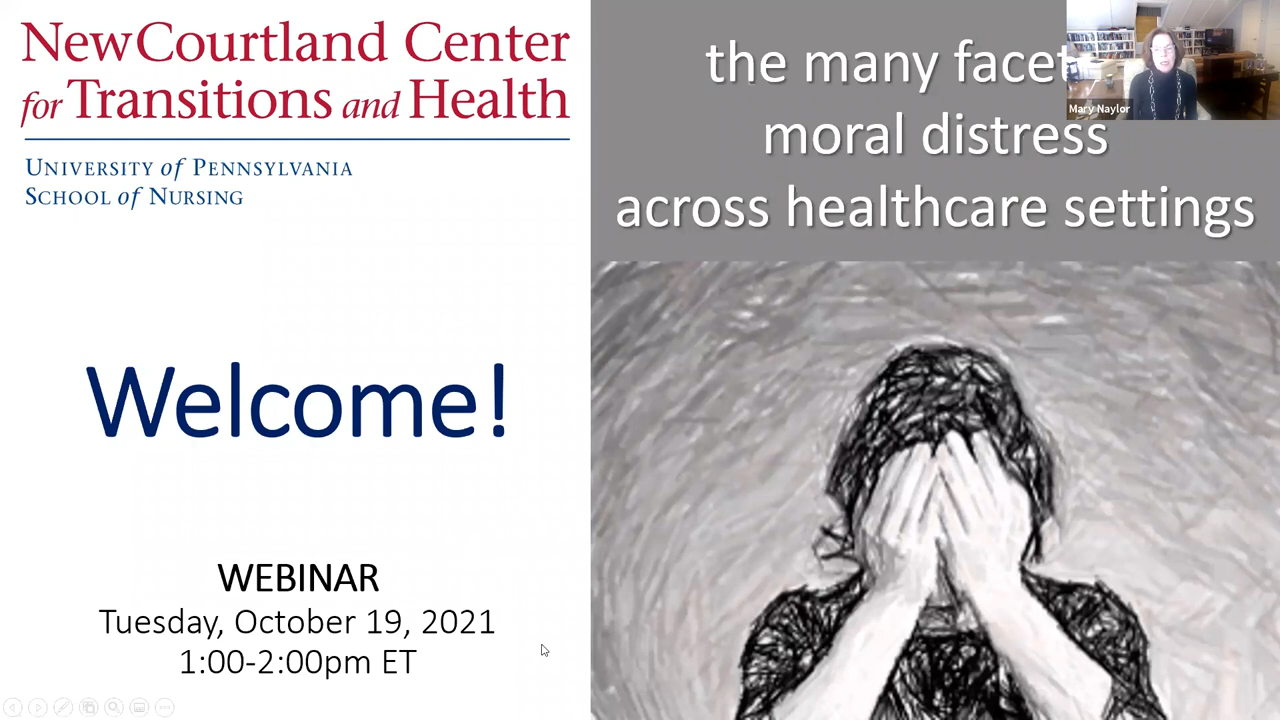 NewCourtland Center
for Transitions and Health
UNIVERSITY of PENNSYLVANIA
SCHOOL of NURSING
Welcome!
WEBINAR
Tuesday, October 19, 2021
1:00-2:00pm ET
the many facet
moral distress
across healthcare settings
Mary Naylor